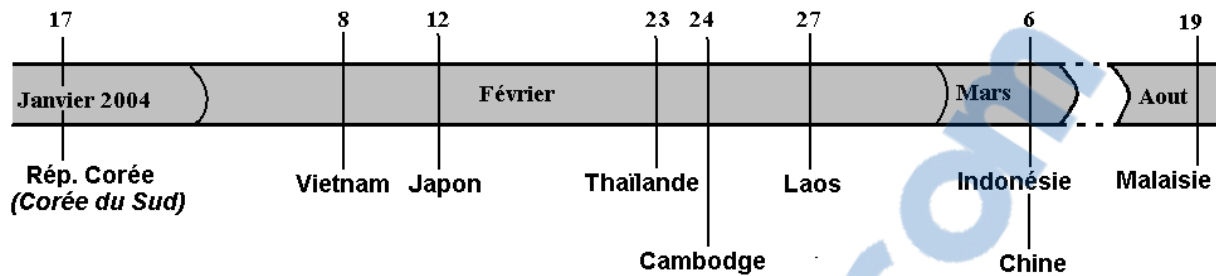 17 8 12 23 24 27 6 19
Janvier 2004 Février Mars Aout
Rép. Corée Vietnam Japon Thaïlande Laos Indonésie Malaisie
(Corée du Sud)
Cambodge Chine
com